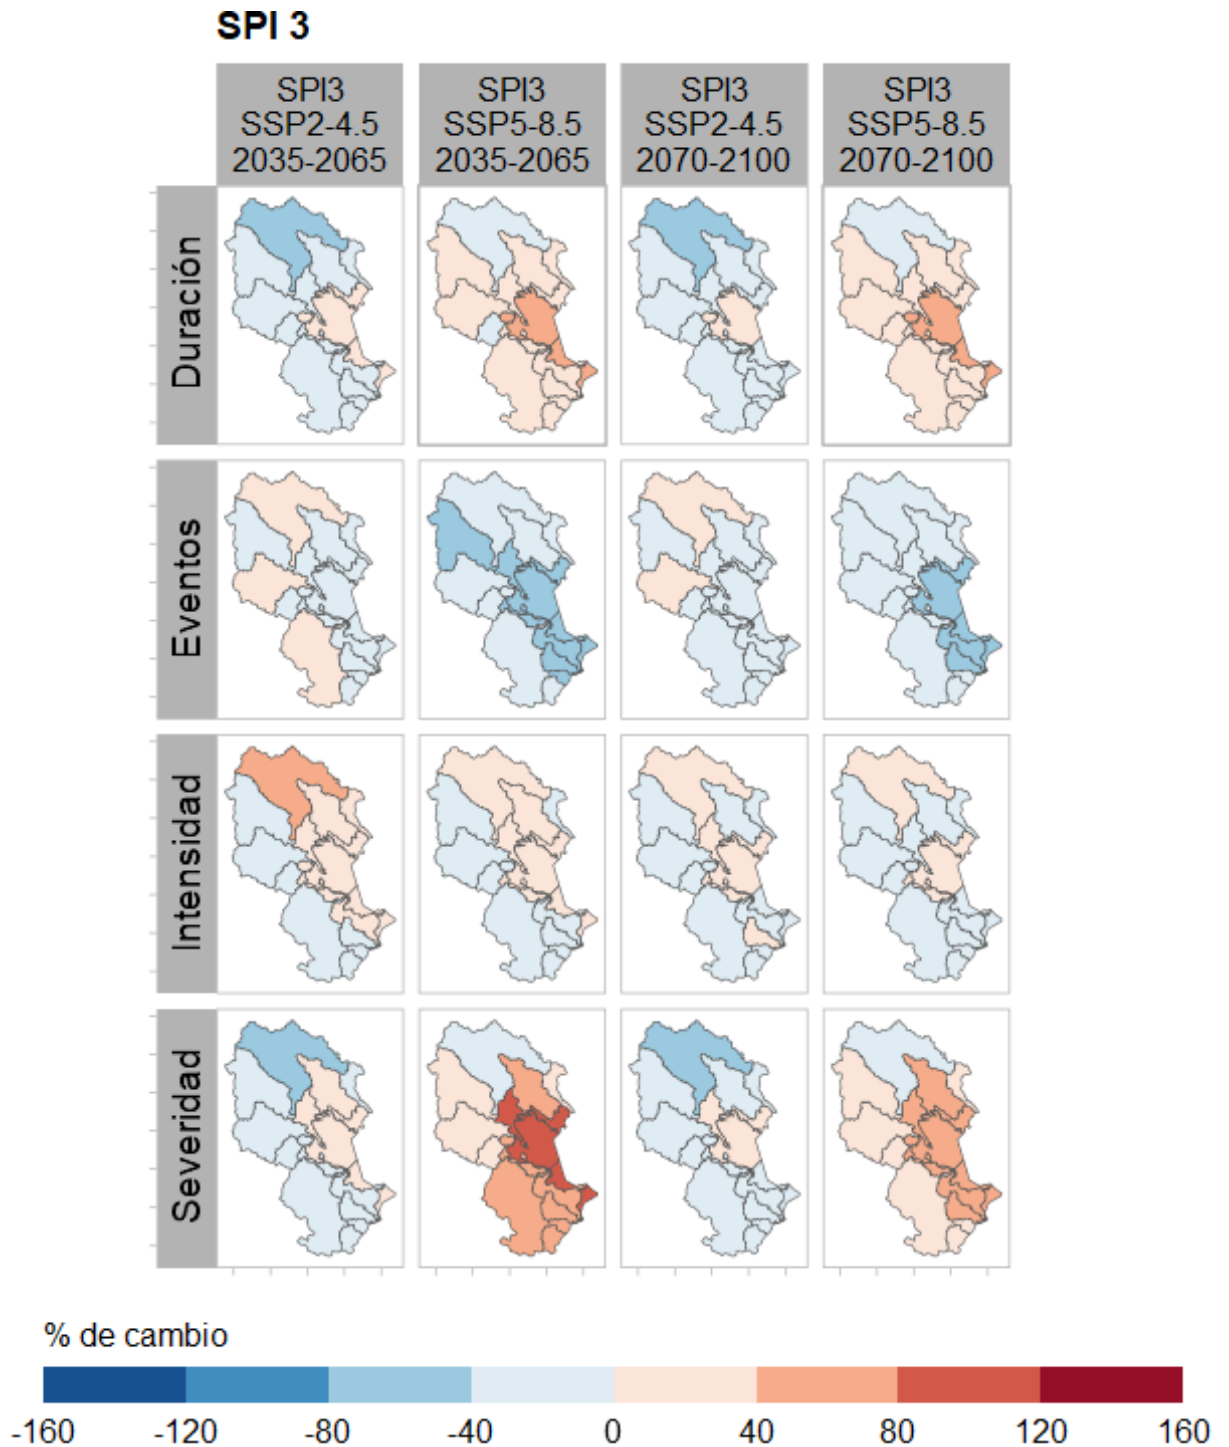 SPI 3
SPI3
SSP2-4.5
2035-2065
SPI3
SSP5-8.5
2035-2065
SPI3
SSP2-4.5
2070-2100
SPI3
SSP5-8.5
2070-2100
Duración
Eventos
Intensidad
Severidad
% de cambio
-160 -120 -80 -40 0 40 80 120 160